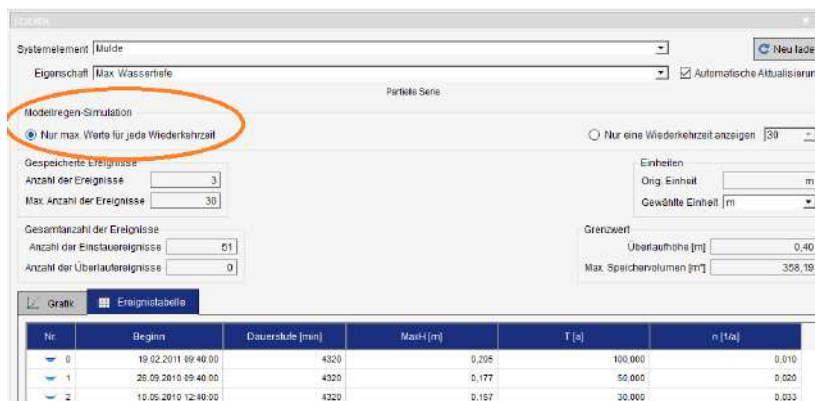 Systemelement Mulde
Neu lade
Eigenschaft Max. Wassertiefe
Automatische Aktualisierun
Partielle Serie
Modellregen-Simulation
Nur max. Werte für jede Wiederkehrzeit
Nur eine Wiederkehrzeit anzeigen 30
Gespeicherte Ereignisse
Einheiten
Anzahl der Ereignisse 3
Orig. Einheit m
Max. Anzahl der Ereignisse 30
Gewählte Einheit m
Gesamtanzahl der Ereignisse
Grenzwert
Anzahl der Einstauereignisse 51
Überlaufhöhe [m] 0,40
Anzahl der Überlaufereignisse 0
Max. Speichervolumen [m³] 358,19
Grafik Ereignistabelle
Nr. Beginn Dauerstufe [min] MaxH [m] T [a] n [1/a]
0 19.02.2011 09:40:00 4320 0,205 100,000 0,010
1 26.09.2010 09:40:00 4320 0,177 50,000 0,020
2 10.05.2010 12:40:00 4320 0,157 30,000 0,033